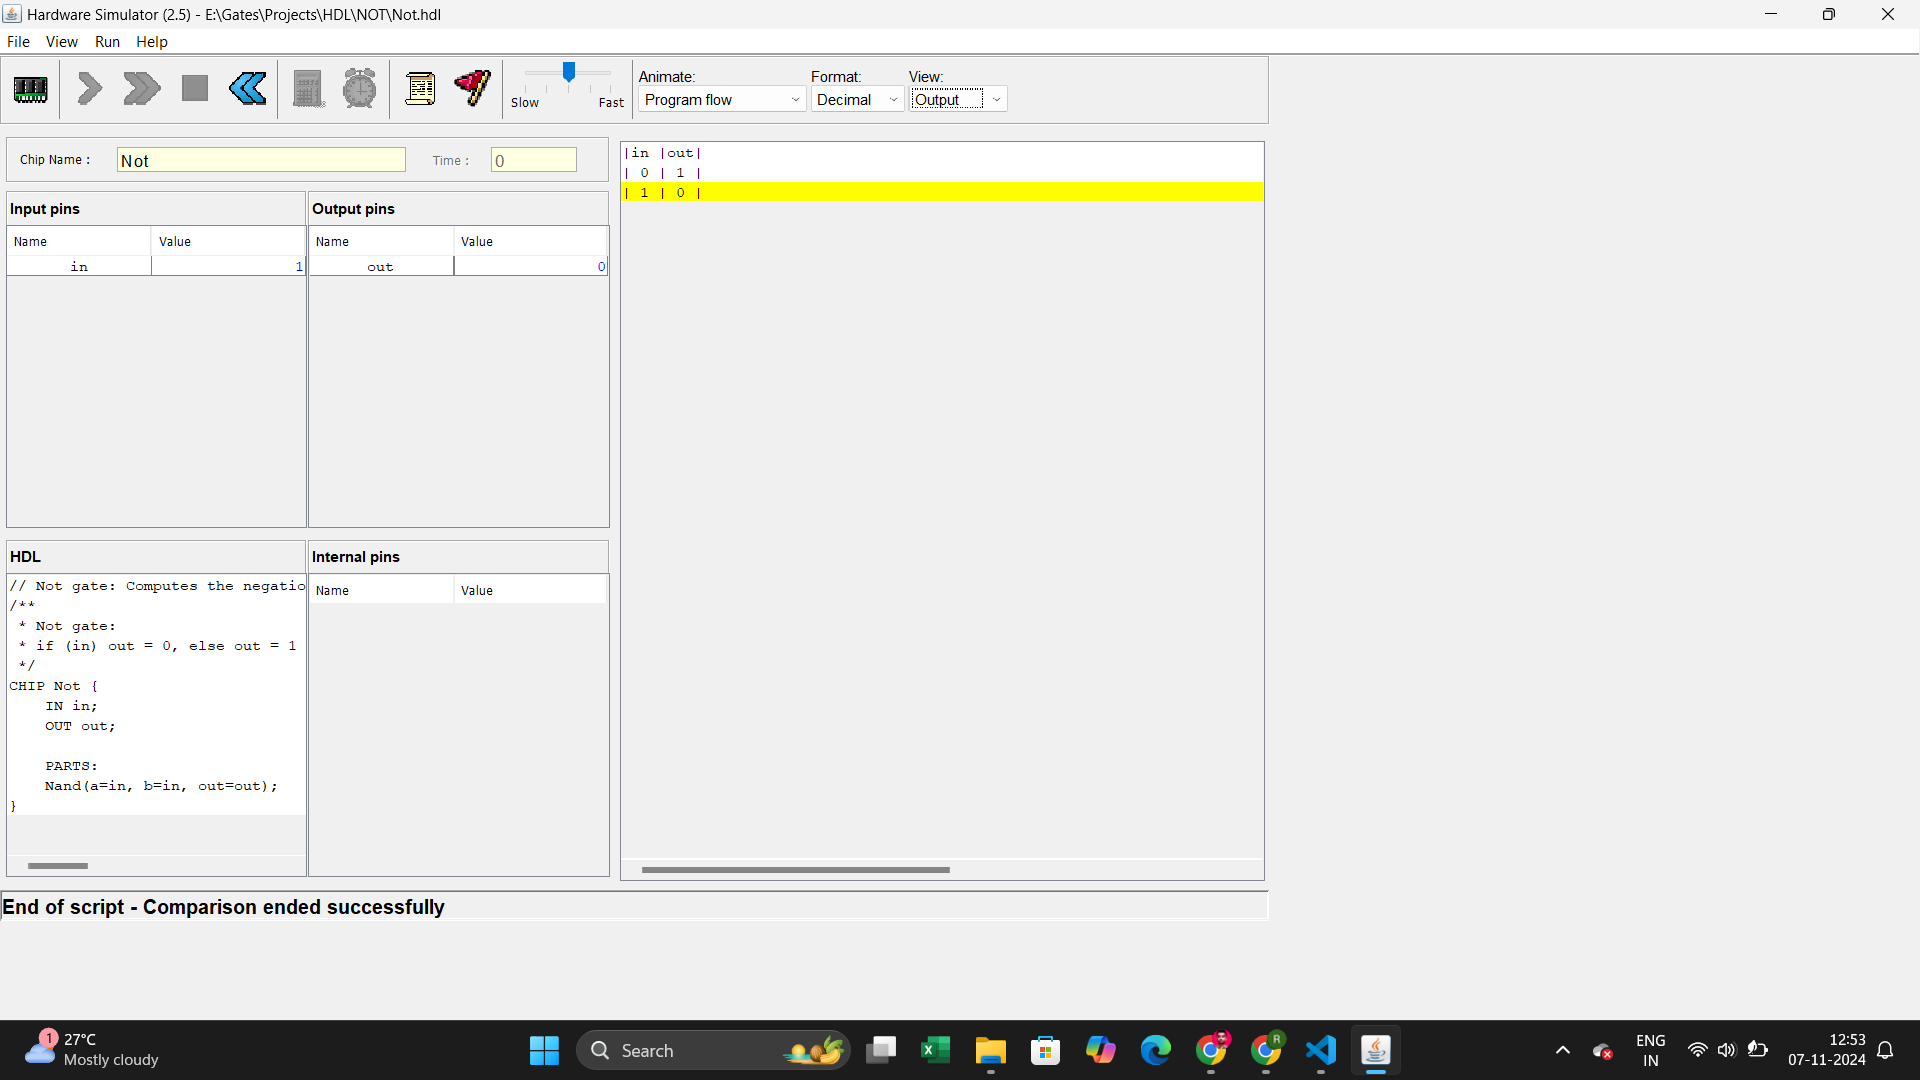 Hardware Simulator (2.5) - E:\Gates\Projects\HDL\NOT\Not.hdl
File View Run Help
Animate: Format: View:
Slow Fast Program flow Decimal Output
Chip Name : Not Time : 0
Input pins
Name Value
in 1
Output pins
Name Value
out 0
|in |out|
| 0 | 1 |
| 1 | 0 |
HDL
// Not gate: Computes the negatio
/**
 * Not gate:
 * if (in) out = 0, else out = 1
 */
CHIP Not {
    IN in;
    OUT out;
    PARTS:
    Nand(a=in, b=in, out=out);
}
Internal pins
Name Value
End of script - Comparison ended successfully
1
27°C
Mostly cloudy
Search
R
ENG
IN
12:53
07-11-2024